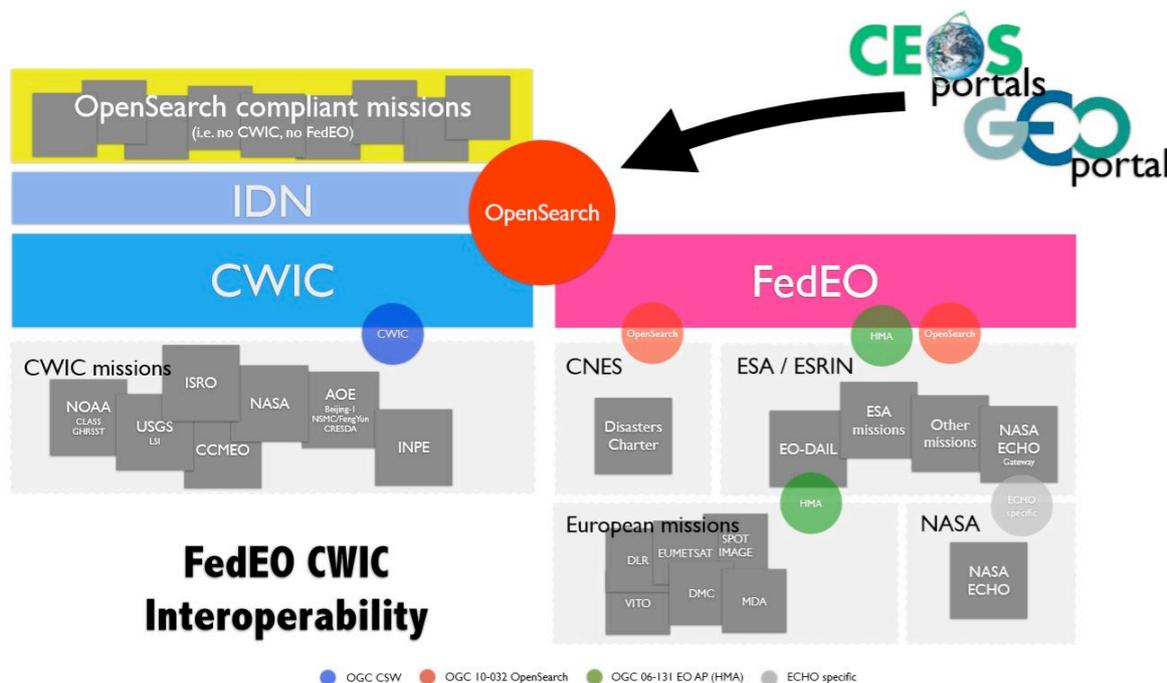 CEOS
portals
GEO
portal
OpenSearch compliant missions
(i.e. no CWIC, no FedEO)
IDN
OpenSearch
CWIC
FedEO
CWIC
OpenSearch
HMA
OpenSearch
CWIC missions
NOAA
CLASS
GHRSST
USGS
LSI
ISRO
CCMEO
NASA
AOE
Beijing-1
NSMC/FengYun
CRESDA
INPE
CNES
Disasters
Charter
ESA / ESRIN
EO-DAIL
ESA
missions
Other
missions
NASA
ECHO
Gateway
HMA
ECHO
specific
European missions
DLR
EUMETSAT
SPOT
IMAGE
VITO
DMC
MDA
NASA
NASA
ECHO
FedEO CWIC
Interoperability
OGC CSW
OGC 10-032 OpenSearch
OGC 06-131 EO AP (HMA)
ECHO specific